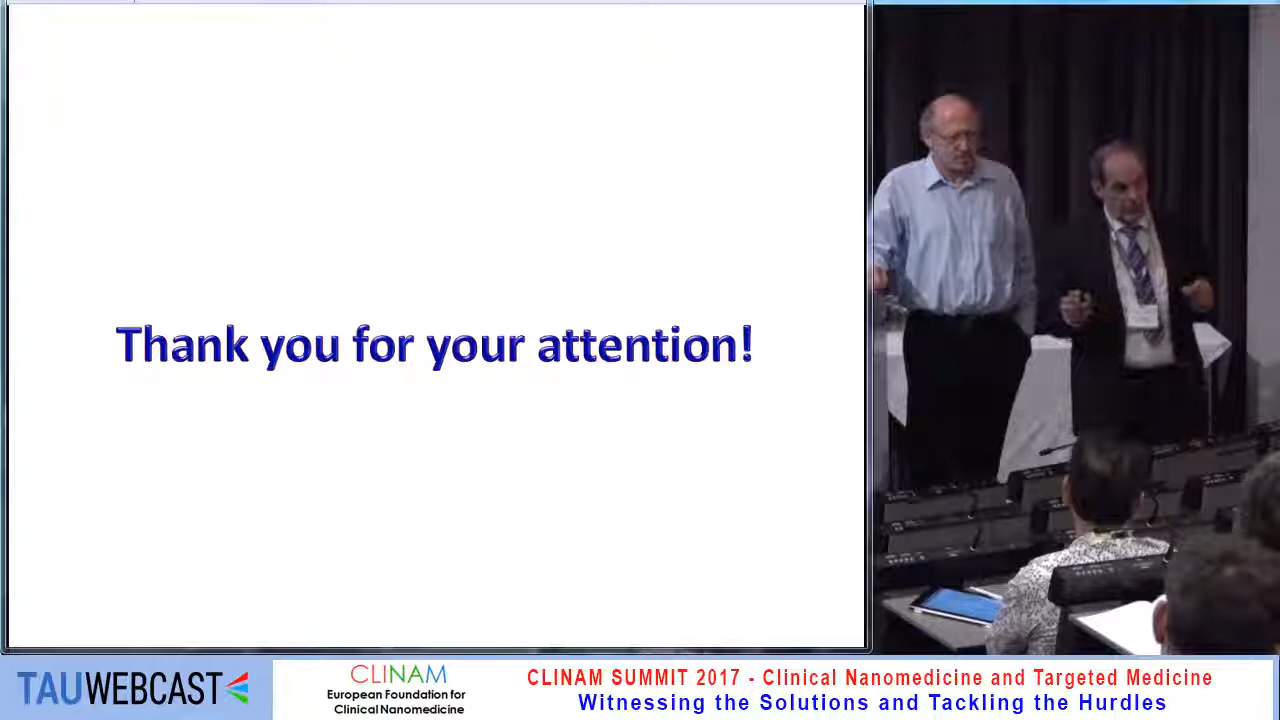 Thank you for your attention!
TAUWEBCAST
CLINAM
European Foundation for
Clinical Nanomedicine
CLINAM SUMMIT 2017 - Clinical Nanomedicine and Targeted Medicine
Witnessing the Solutions and Tackling the Hurdles